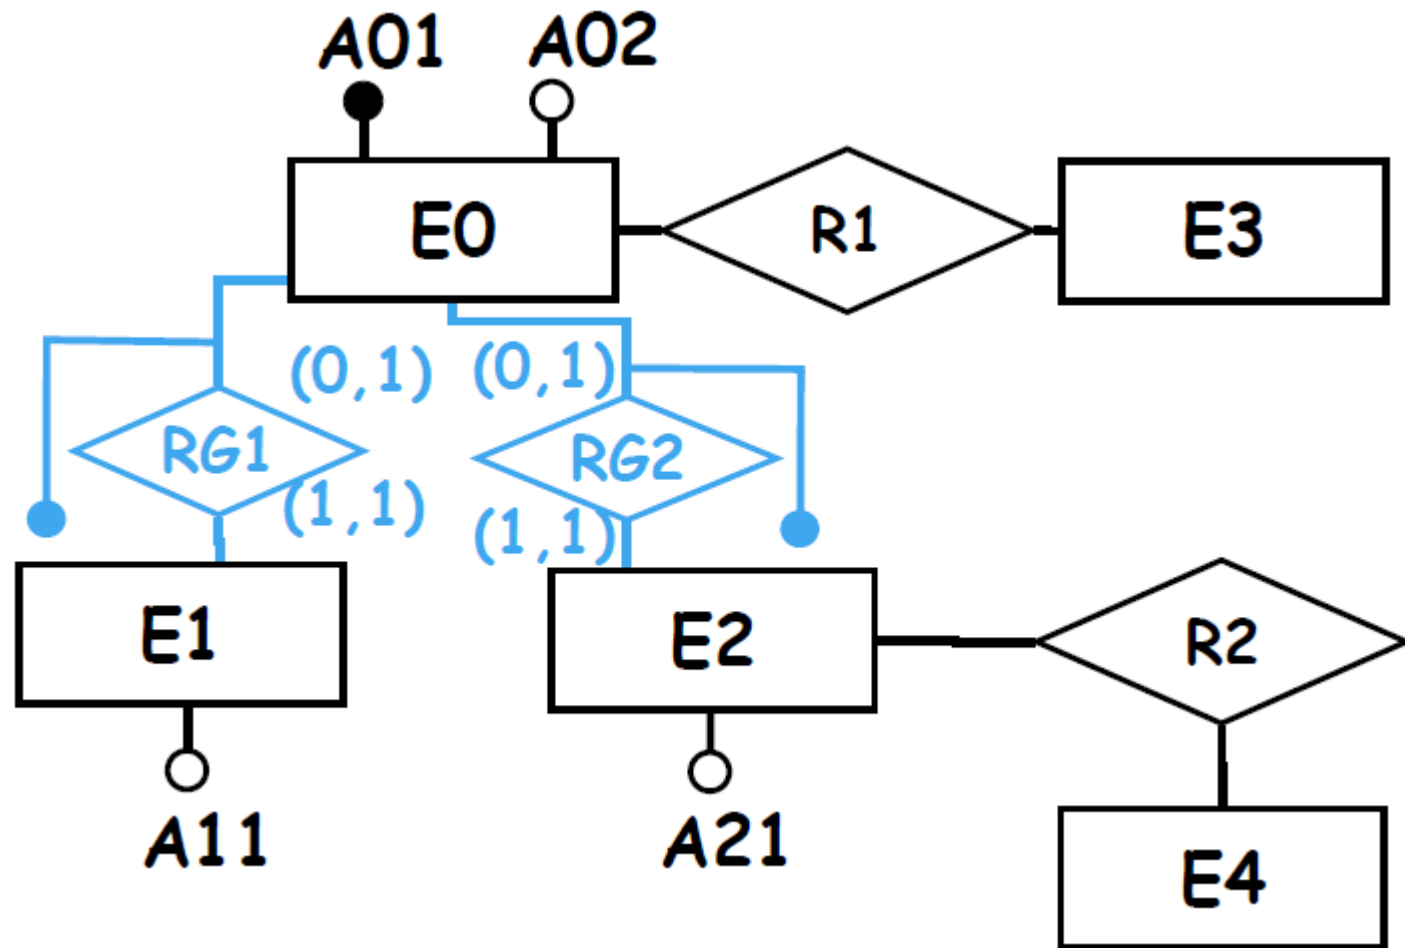 A01 A02
E0 R1 E3
(0,1) (0,1)
RG1 RG2
(1,1) (1,1)
E1 E2 R2
A11 A21
E4